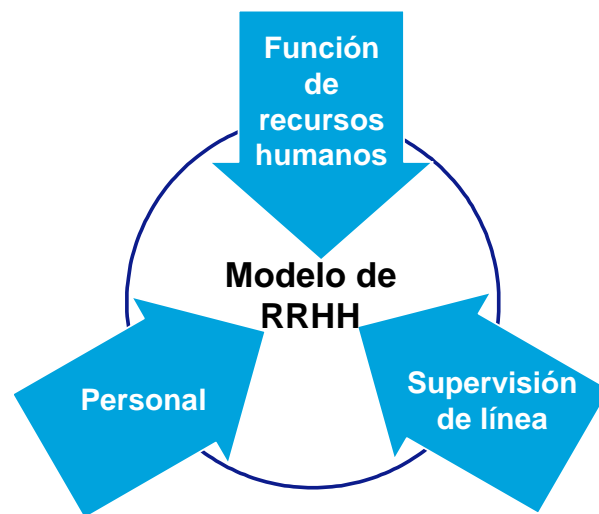 Función
de
recursos
humanos
Modelo de
RRHH
Personal
Supervisión
de línea